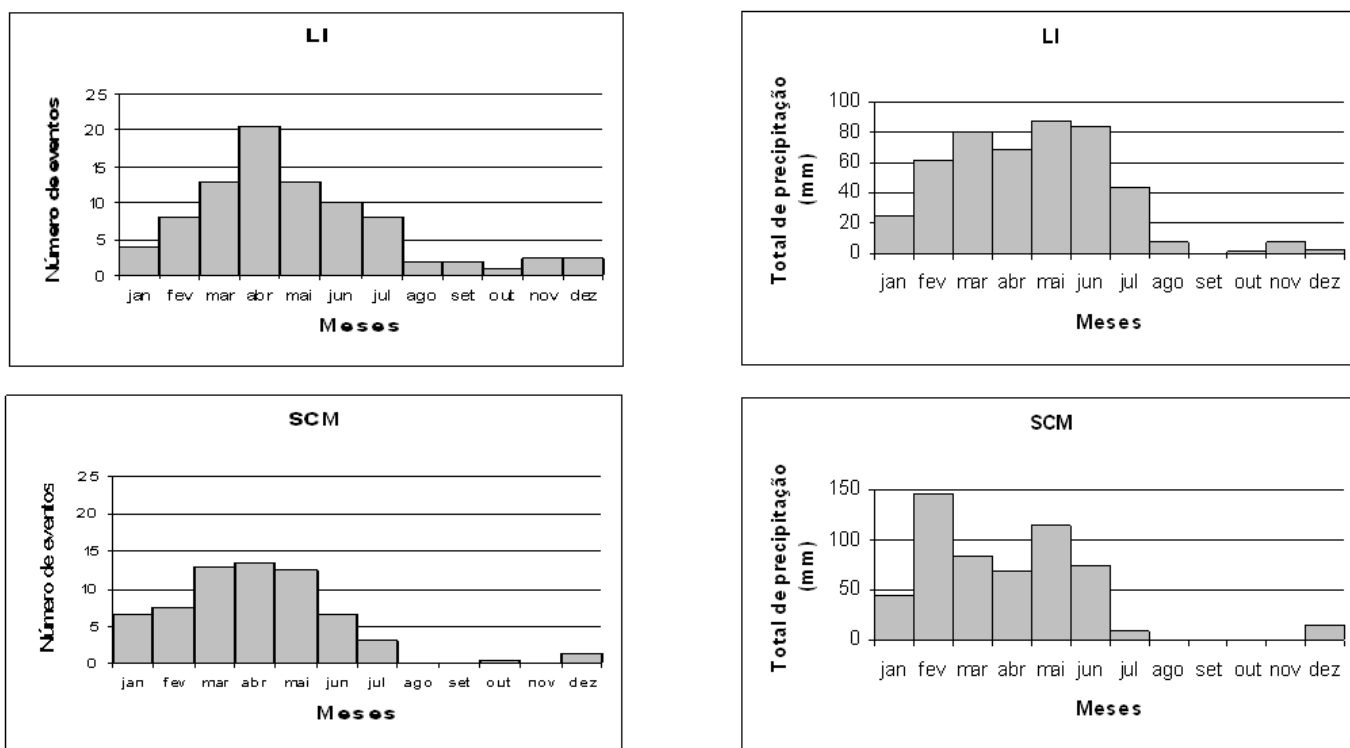 LI
Número de eventos
25
20
15
10
5
0
jan fev mar abr mai jun jul ago set out nov dez
Meses
LI
Total de precipitação
(mm)
100
80
60
40
20
0
jan fev mar abr mai jun jul ago set out nov dez
Meses
SCM
Número de eventos
25
20
15
10
5
0
jan fev mar abr mai jun jul ago set out nov dez
Meses
SCM
Total de precipitação
(mm)
150
100
50
0
jan fev mar abr mai jun jul ago set out nov dez
Meses